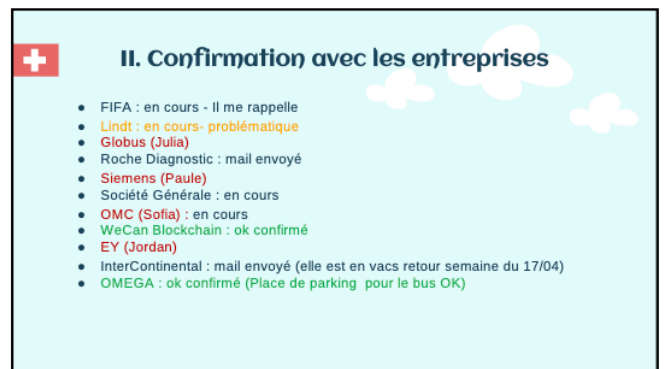 II. Confirmation avec les entreprises
● FIFA : en cours - Il me rappelle
● Lindt : en cours- problématique
● Globus (Julia)
● Roche Diagnostic : mail envoyé
● Siemens (Paule)
● Société Générale : en cours
● OMC (Sofia) : en cours
● WeCan Blockchain : ok confirmé
● EY (Jordan)
● InterContinental : mail envoyé (elle est en vacs retour semaine du 17/04)
● OMEGA : ok confirmé (Place de parking  pour le bus OK)